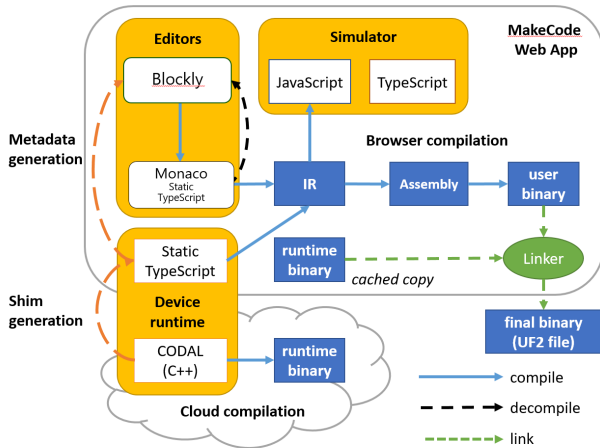 Editors
Simulator
MakeCode
Web App
Blockly
JavaScript
TypeScript
Metadata
generation
Browser compilation
Monaco
Static
TypeScript
IR
Assembly
user
binary
Static
TypeScript
runtime
binary
cached copy
Linker
Shim
generation
Device
runtime
final binary
(UF2 file)
CODAL
(C++)
runtime
binary
Cloud compilation
compile
decompile
link